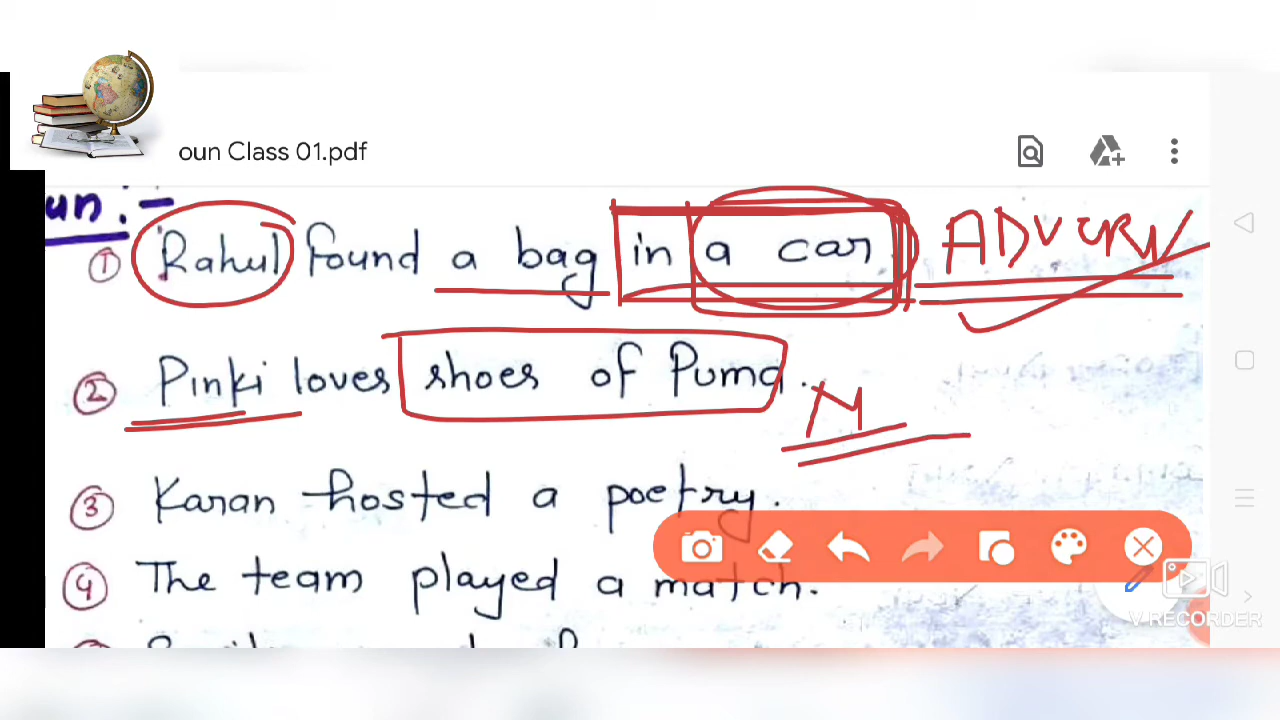 oun Class 01.pdf
un :-
① Rahul found a bag in a car ADVERV
② Pinki loves shoes of Puma.
M
③ Karan hosted a poetry.
④ The team played a match.
V RECORDER